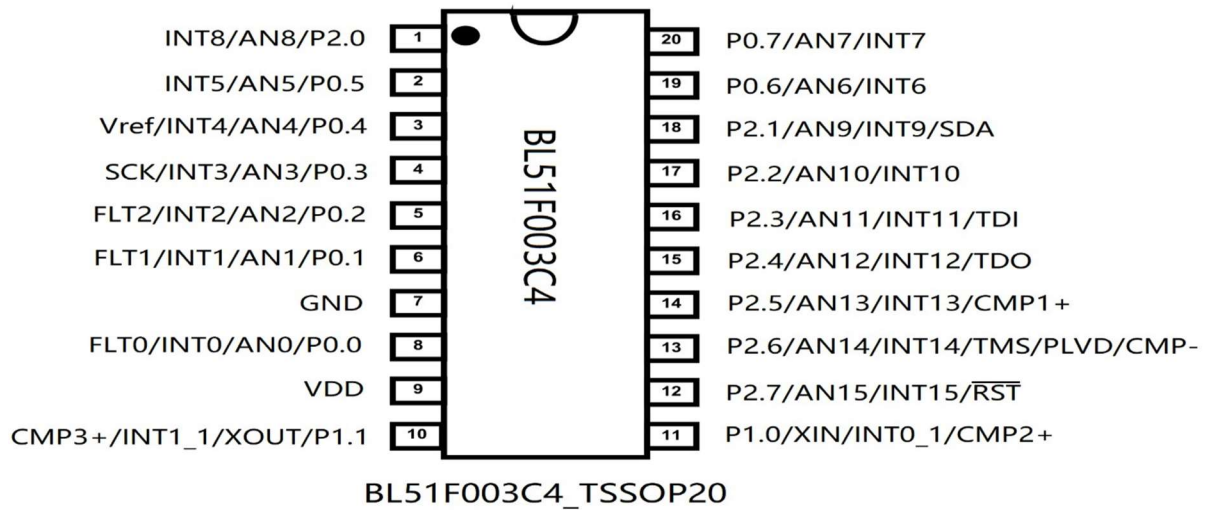 INT8/AN8/P2.0 1 20 P0.7/AN7/INT7
INT5/AN5/P0.5 2 19 P0.6/AN6/INT6
Vref/INT4/AN4/P0.4 3 18 P2.1/AN9/INT9/SDA
SCK/INT3/AN3/P0.3 4 17 P2.2/AN10/INT10
FLT2/INT2/AN2/P0.2 5 16 P2.3/AN11/INT11/TDI
FLT1/INT1/AN1/P0.1 6 15 P2.4/AN12/INT12/TDO
GND 7 14 P2.5/AN13/INT13/CMP1+
FLT0/INT0/AN0/P0.0 8 13 P2.6/AN14/INT14/TMS/PLVD/CMP-
VDD 9 12 P2.7/AN15/INT15/RST
CMP3+/INT1_1/XOUT/P1.1 10 11 P1.0/XIN/INT0_1/CMP2+
BL51F003C4
BL51F003C4_TSSOP20